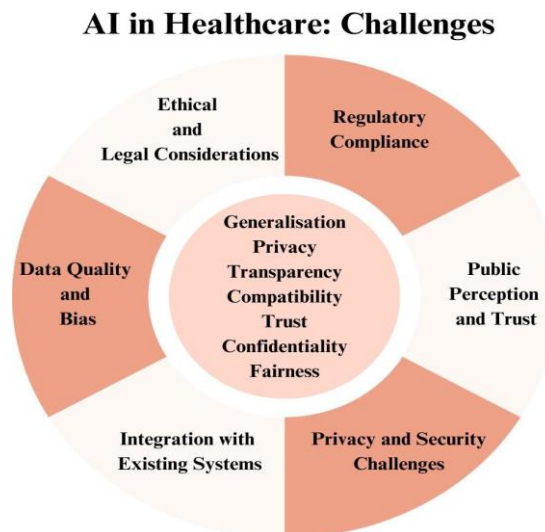 AI in Healthcare: Challenges
Ethical
and
Legal Considerations
Regulatory
Compliance
Generalisation
Privacy
Transparency
Compatibility
Trust
Confidentiality
Fairness
Data Quality
and
Bias
Public
Perception
and Trust
Integration with
Existing Systems
Privacy and Security
Challenges